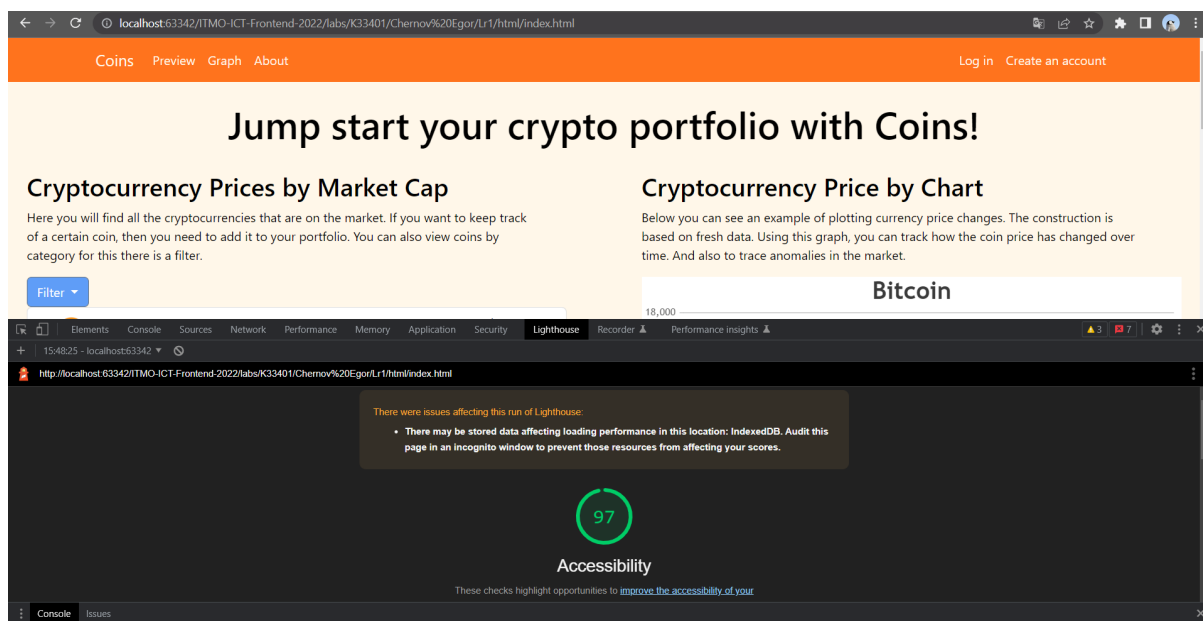 localhost:63342/ITMO-ICT-Frontend-2022/labs/K33401/Chernov%20Egor/Lr1/html/index.html
Coins Preview Graph About Log in Create an account
Jump start your crypto portfolio with Coins!
Cryptocurrency Prices by Market Cap
Here you will find all the cryptocurrencies that are on the market. If you want to keep track
of a certain coin, then you need to add it to your portfolio. You can also view coins by
category for this there is a filter.
Filter
Cryptocurrency Price by Chart
Below you can see an example of plotting currency price changes. The construction is
based on fresh data. Using this graph, you can track how the coin price has changed over
time. And also to trace anomalies in the market.
Bitcoin
18,000
Elements Console Sources Network Performance Memory Application Security Lighthouse Recorder Performance insights 3 7
15:48:25 - localhost:63342
http://localhost:63342/ITMO-ICT-Frontend-2022/labs/K33401/Chernov%20Egor/Lr1/html/index.html
There were issues affecting this run of Lighthouse:
• There may be stored data affecting loading performance in this location: IndexedDB. Audit this
page in an incognito window to prevent those resources from affecting your scores.
97
Accessibility
These checks highlight opportunities to improve the accessibility of your
Console Issues